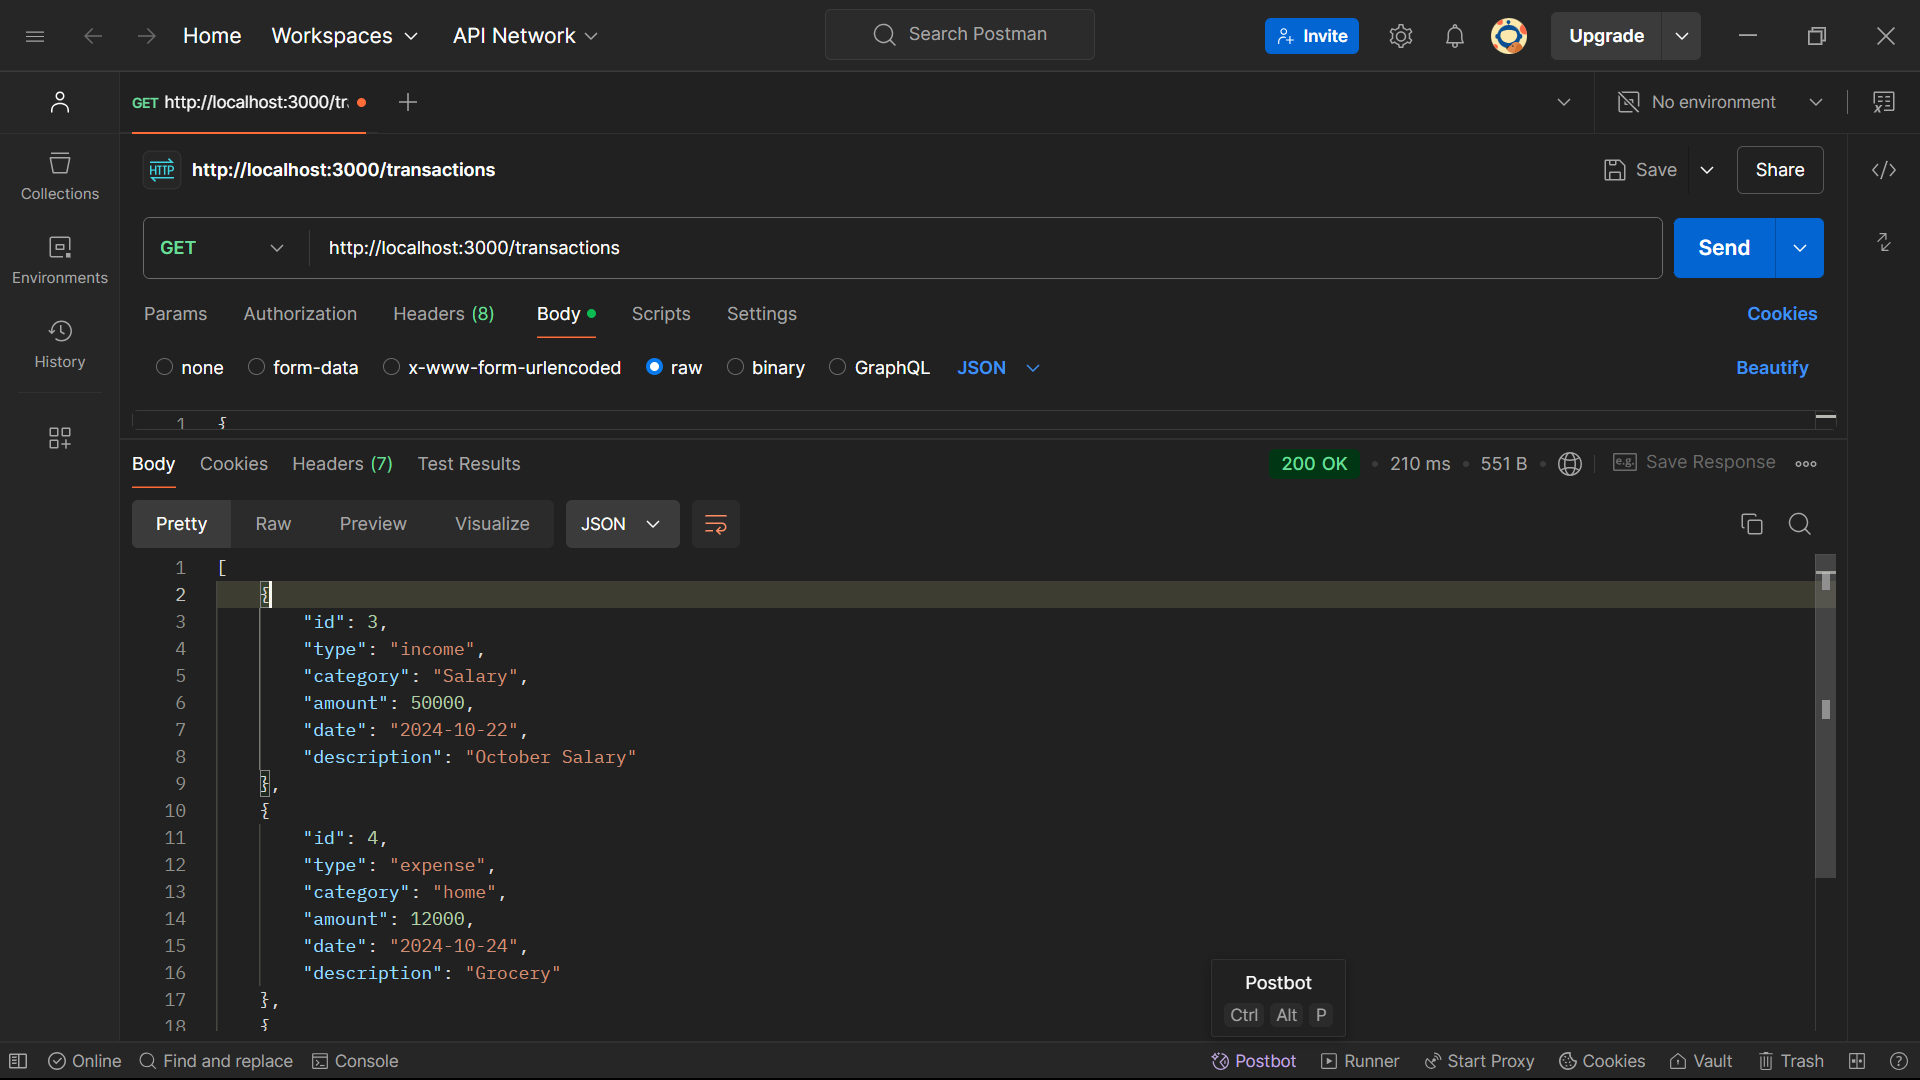 Home Workspaces API Network Search Postman Invite Upgrade
GET http://localhost:3000/tr No environment
HTTP http://localhost:3000/transactions Save Share
Collections
GET http://localhost:3000/transactions Send
Environments
Params Authorization Headers (8) Body Scripts Settings Cookies
History
none form-data x-www-form-urlencoded raw binary GraphQL JSON Beautify
1 {
Body Cookies Headers (7) Test Results 200 OK 210 ms 551 B e.g. Save Response
Pretty Raw Preview Visualize JSON
1 [
2 {
3 "id": 3,
4 "type": "income",
5 "category": "Salary",
6 "amount": 50000,
7 "date": "2024-10-22",
8 "description": "October Salary"
9 },
10 {
11 "id": 4,
12 "type": "expense",
13 "category": "home",
14 "amount": 12000,
15 "date": "2024-10-24",
16 "description": "Grocery"
17 },
18 {
Postbot
Ctrl Alt P
Online Find and replace Console Postbot Runner Start Proxy Cookies Vault Trash